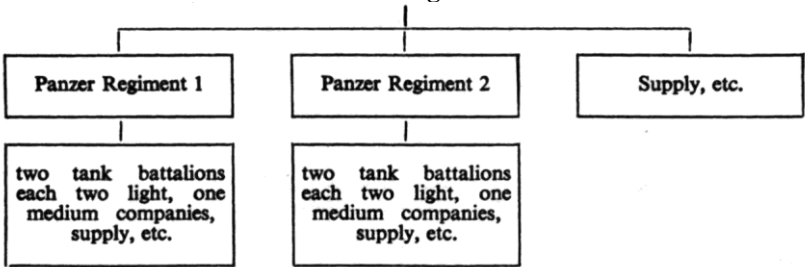 Panzer Regiment 1
Panzer Regiment 2
Supply, etc.
two tank battalions
each two light, one
medium companies,
supply, etc.
two tank battalions
each two light, one
medium companies,
supply, etc.